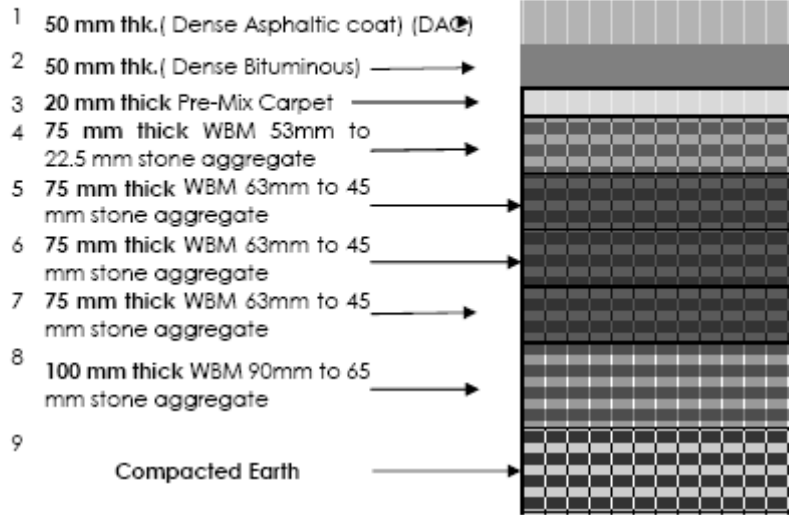 1 50 mm thk.( Dense Asphaltic coat) (DAC)
2 50 mm thk.( Dense Bituminous)
3 20 mm thick Pre-Mix Carpet
4 75 mm thick WBM 53mm to
22.5 mm stone aggregate
5 75 mm thick WBM 63mm to 45
mm stone aggregate
6 75 mm thick WBM 63mm to 45
mm stone aggregate
7 75 mm thick WBM 63mm to 45
mm stone aggregate
8 100 mm thick WBM 90mm to 65
mm stone aggregate
9 Compacted Earth